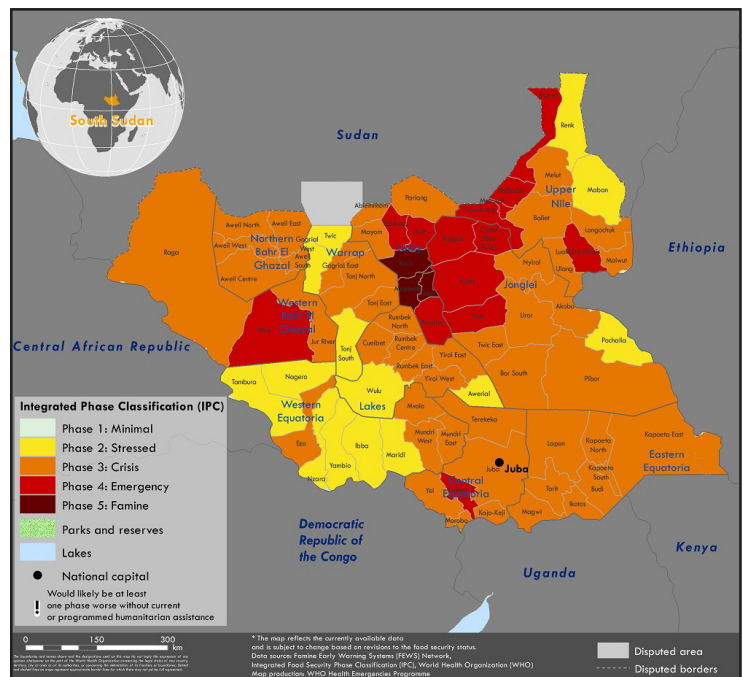 South Sudan
Sudan
Ethiopia
Kenya
Uganda
Democratic
Republic of
the Congo
Central African Republic
Renk
Maban
Melut
Upper
Nile
Baliet
Longochuk
Maiwut
Ulang
Nyirol
Jonglei
Akobo
Uror
Pochalla
Pibor
Twic East
Bor South
Duk
Ayod
Fangak
Pariang
Abiemnhom
Mayom
Unity
Twic
Warrap
Gogrial
West
Gogrial East
Tonj North
Tonj East
Tonj
South
Aweil North
Aweil East
Aweil West
Aweil
South
Aweil Centre
Northern
Bahr El
Ghazal
Raga
Western
Bahr El
Ghazal
Jur River
Cueibet
Rumbek
North
Rumbek
Centre
Rumbek East
Yirol East
Yirol West
Awerial
Wulu
Lakes
Tambura
Nagero
Western
Equatoria
Ezo
Nzara
Yambio
Ibba
Maridi
Mvolo
Mundri
West
Mundri
East
Terekeka
Juba
Juba
Central
Equatoria
Yei
Morobo
Kajo-Keji
Magwi
Torit
Ikotos
Budi
Lopon
Kapoeta
North
Kapoeta
South
Kapoeta East
Eastern
Equatoria
Integrated Phase Classification (IPC)
Phase 1: Minimal
Phase 2: Stressed
Phase 3: Crisis
Phase 4: Emergency
Phase 5: Famine
Parks and reserves
Lakes
National capital
Would likely be at least
one phase worse without current
or programmed humanitarian assistance
!
0 150 300
km
* The map reflects the currently available data
and is subject to change based on revisions to the food security status.
Data source: Famine Early Warning Systems (FEWS) Network,
Integrated Food Security Phase Classification (IPC), World Health Organization (WHO)
Map production: WHO Health Emergencies Programme
Disputed area
Disputed borders